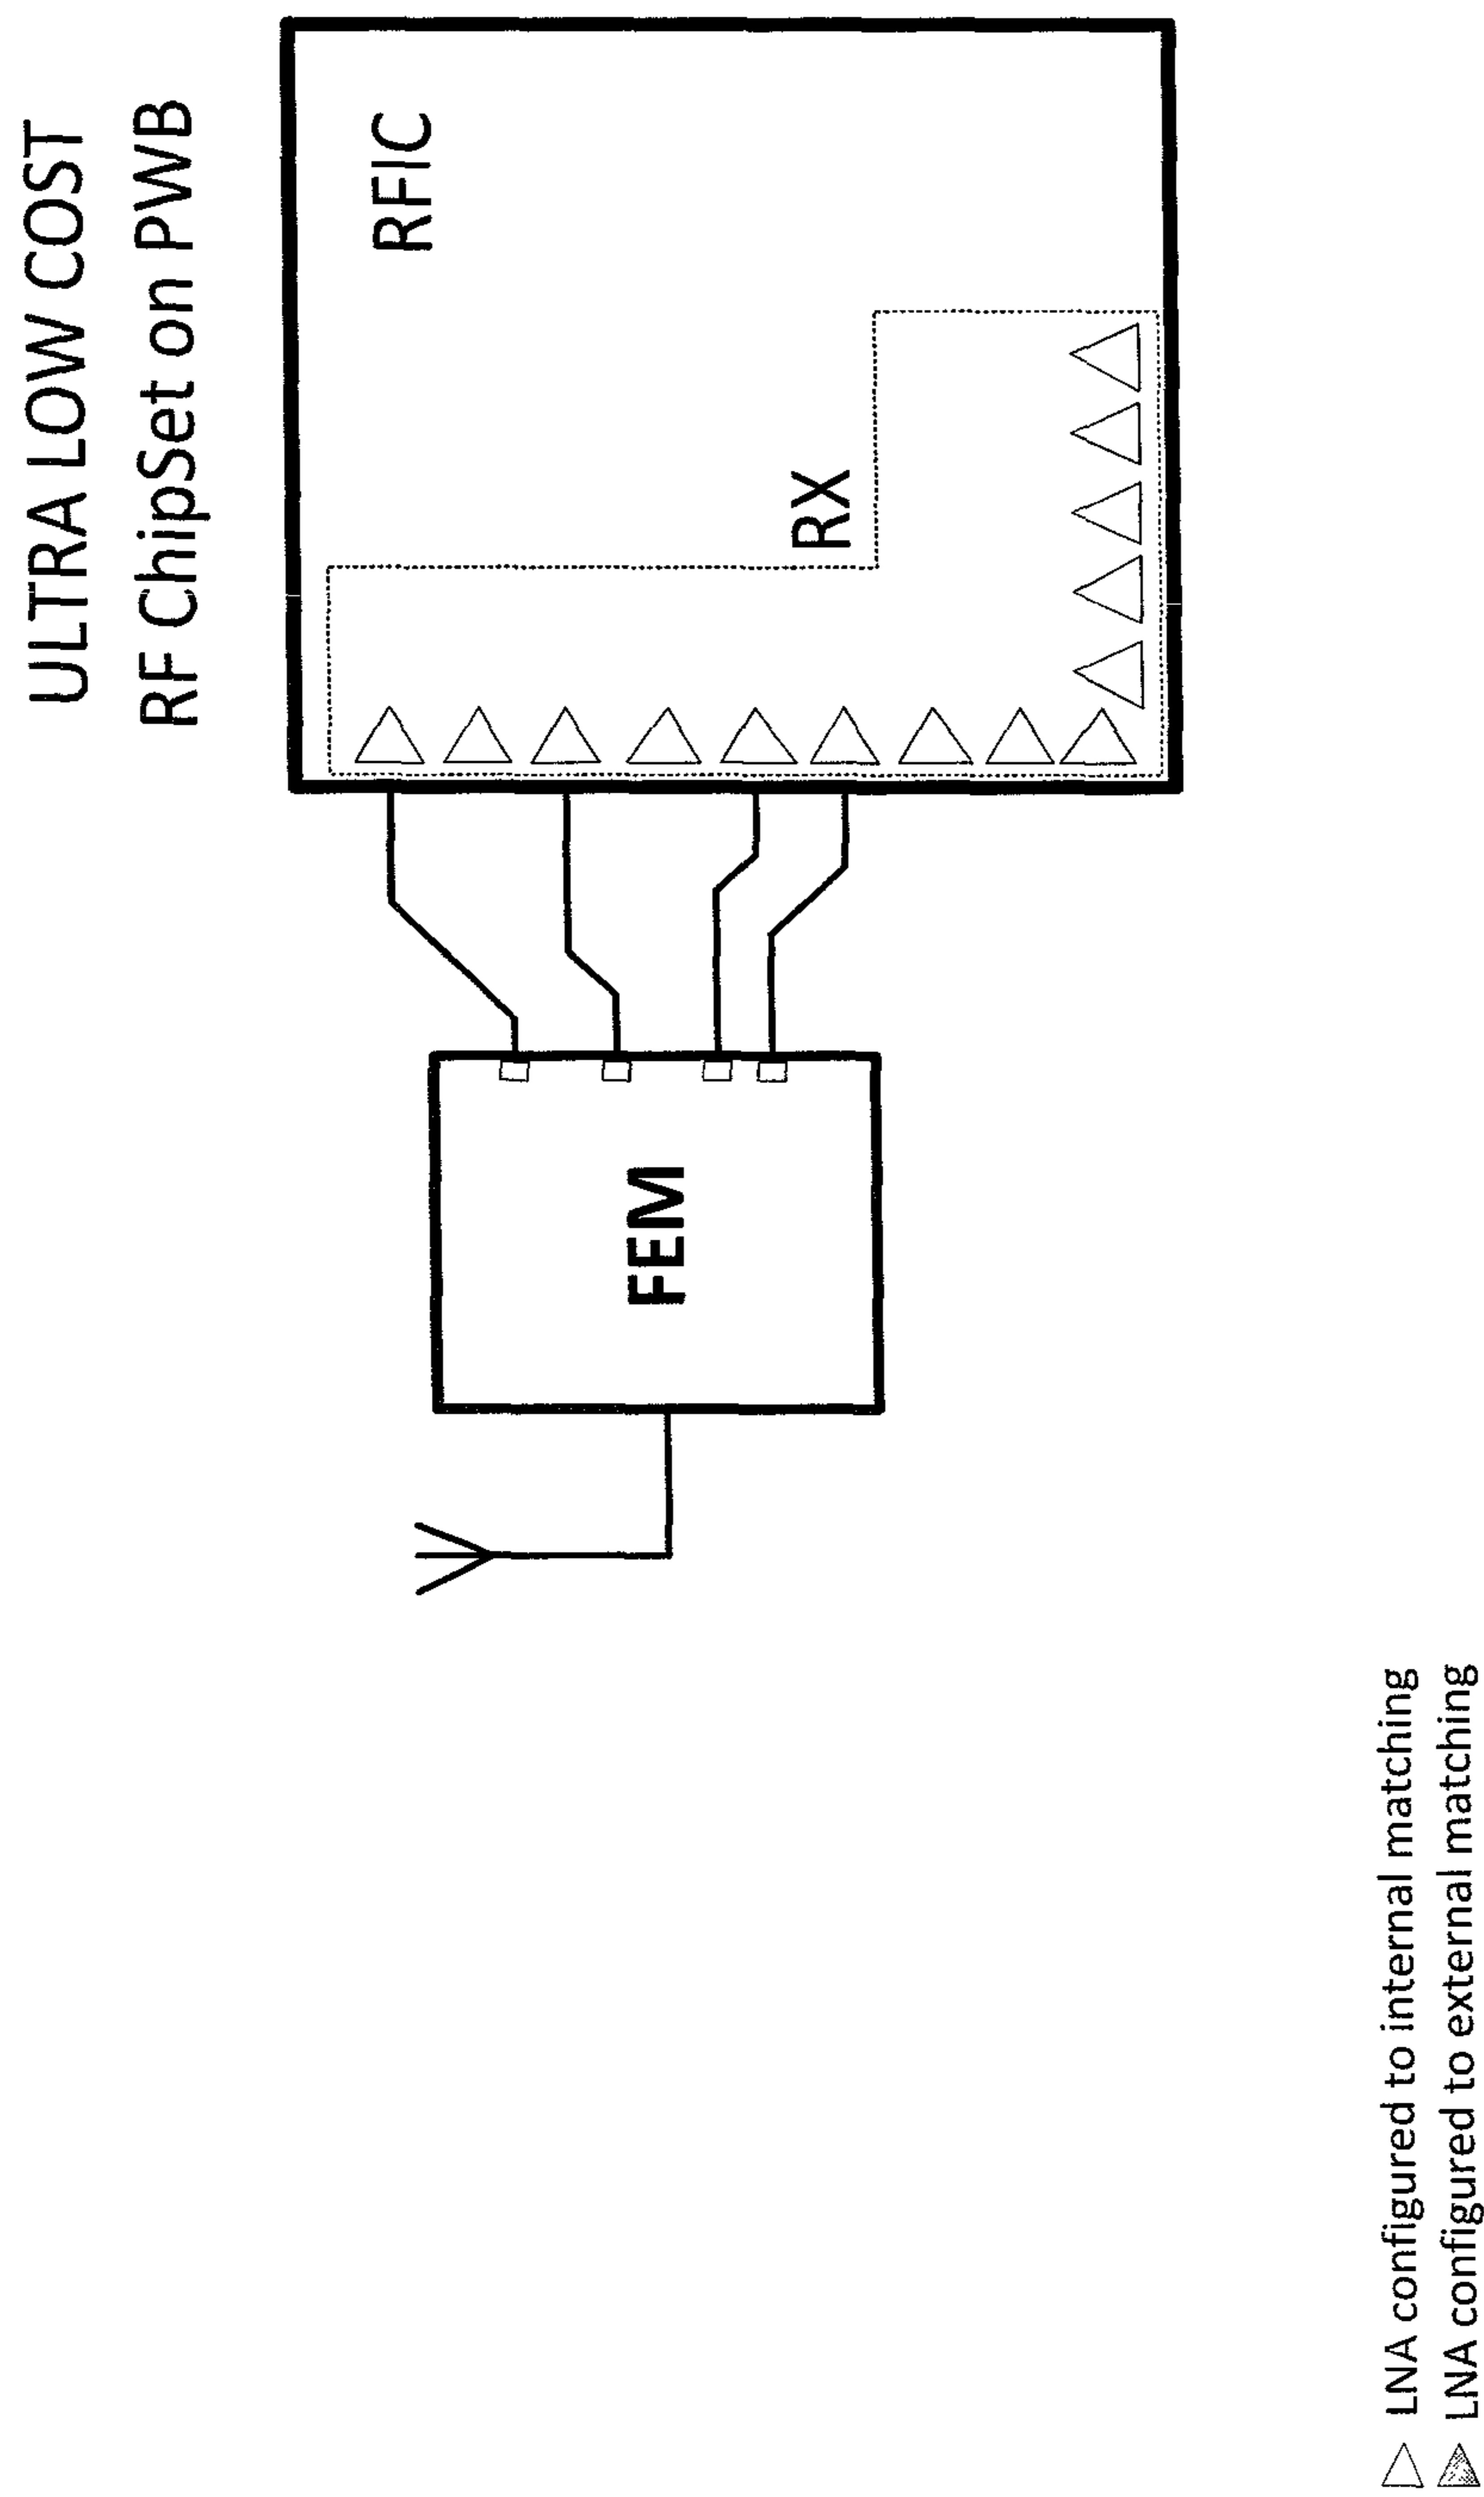 ULTRA LOW COST
RF ChipSet on PWB
RFIC
RX
FEM
LNA configured to internal matching
LNA configured to external matching